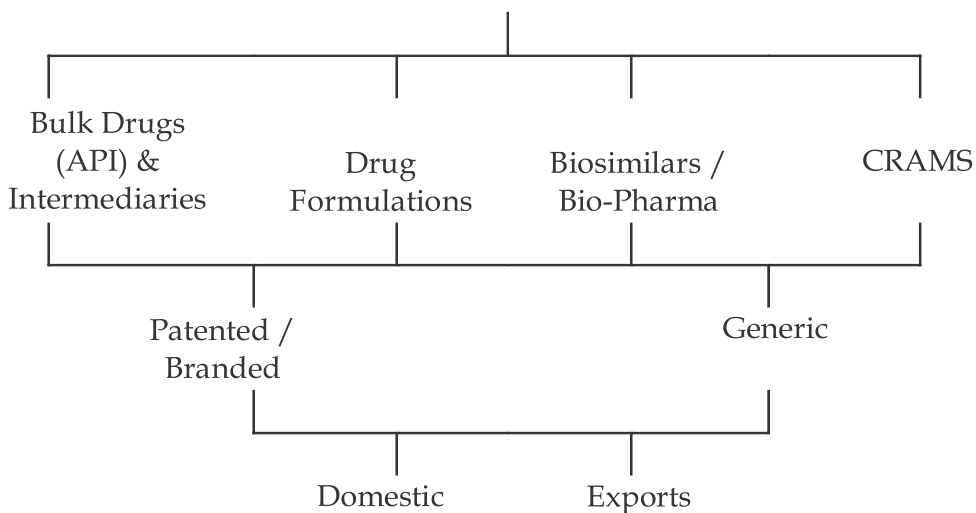 Bulk Drugs
(API) &
Intermediaries
Drug
Formulations
Biosimilars /
Bio-Pharma
CRAMS
Patented /
Branded
Generic
Domestic
Exports